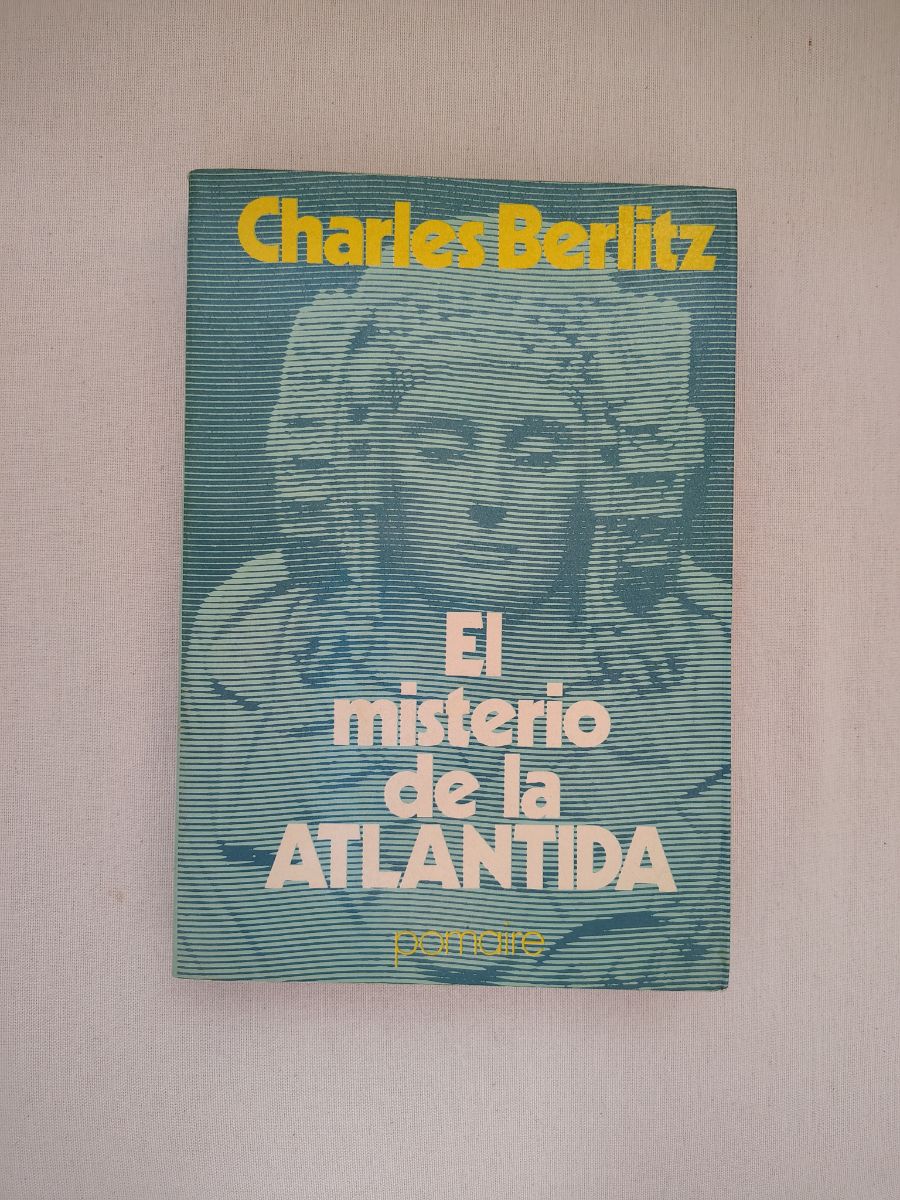 Charles Berlitz
El
misterio
de la
ATLANTIDA
pomaire